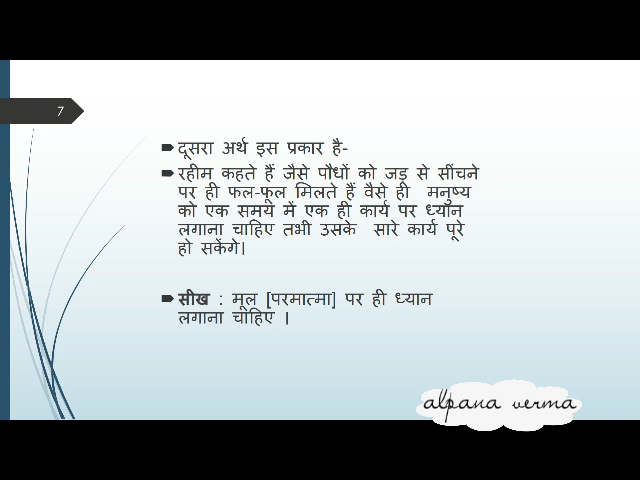 7
दूसरा अर्थ इस प्रकार है-
रहीम कहते हैं जैसे पौधों को जड़ से सींचने
पर ही फल-फूल मिलते हैं वैसे ही मनुष्य
को एक समय में एक ही कार्य पर ध्यान
लगाना चाहिए तभी उसके सारे कार्य पूरे
हो सकेंगे।
सीख : मूल [परमात्मा] पर ही ध्यान
लगाना चाहिए ।
alpana verma